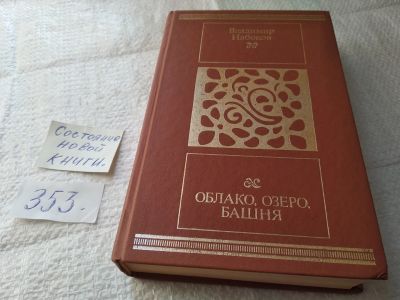 Владимир
Набоков
ОБЛАКО, ОЗЕРО,
БАШНЯ
Состояние
новой
книги.
353.